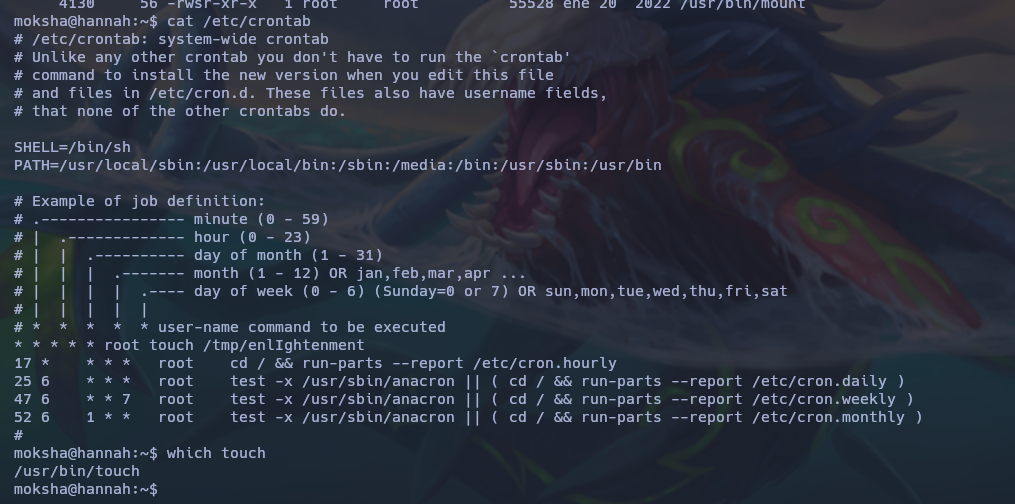 4130 56 -rwsr-xr-x 1 root root 55528 ene 20 2022 /usr/bin/mount
moksha@hannah:~$ cat /etc/crontab
# /etc/crontab: system-wide crontab
# Unlike any other crontab you don't have to run the `crontab'
# command to install the new version when you edit this file
# and files in /etc/cron.d. These files also have username fields,
# that none of the other crontabs do.
SHELL=/bin/sh
PATH=/usr/local/sbin:/usr/local/bin:/sbin:/media:/bin:/usr/sbin:/usr/bin
# Example of job definition:
# .---------------- minute (0 - 59)
# |  .------------- hour (0 - 23)
# |  |  .---------- day of month (1 - 31)
# |  |  |  .------- month (1 - 12) OR jan,feb,mar,apr ...
# |  |  |  |  .---- day of week (0 - 6) (Sunday=0 or 7) OR sun,mon,tue,wed,thu,fri,sat
# |  |  |  |  |
# *  *  *  *  * user-name command to be executed
* * * * * root touch /tmp/enlIghtenment
17 *    * * *   root    cd / && run-parts --report /etc/cron.hourly
25 6    * * *   root    test -x /usr/sbin/anacron || ( cd / && run-parts --report /etc/cron.daily )
47 6    * * 7   root    test -x /usr/sbin/anacron || ( cd / && run-parts --report /etc/cron.weekly )
52 6    1 * *   root    test -x /usr/sbin/anacron || ( cd / && run-parts --report /etc/cron.monthly )
#
moksha@hannah:~$ which touch
/usr/bin/touch
moksha@hannah:~$